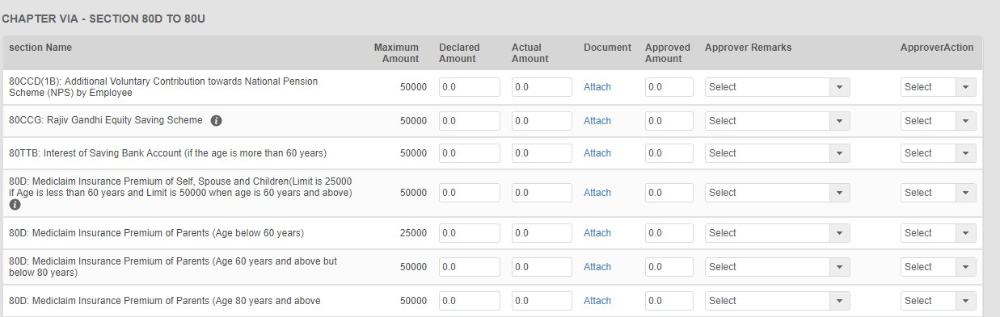 CHAPTER VIA - SECTION 80D TO 80U
section Name Maximum Amount Declared Amount Actual Amount Document Approved Amount Approver Remarks ApproverAction
80CCD(1B): Additional Voluntary Contribution towards National Pension
Scheme (NPS) by Employee 50000 0.0 0.0 Attach 0.0 Select Select
80CCG: Rajiv Gandhi Equity Saving Scheme 50000 0.0 0.0 Attach 0.0 Select Select
80TTB: Interest of Saving Bank Account (if the age is more than 60 years) 50000 0.0 0.0 Attach 0.0 Select Select
80D: Mediclaim Insurance Premium of Self, Spouse and Children(Limit is 25000
if Age is less than 60 years and Limit is 50000 when age is 60 years and above) 50000 0.0 0.0 Attach 0.0 Select Select
80D: Mediclaim Insurance Premium of Parents (Age below 60 years) 25000 0.0 0.0 Attach 0.0 Select Select
80D: Mediclaim Insurance Premium of Parents (Age 60 years and above but
below 80 years) 50000 0.0 0.0 Attach 0.0 Select Select
80D: Mediclaim Insurance Premium of Parents (Age 80 years and above 50000 0.0 0.0 Attach 0.0 Select Select